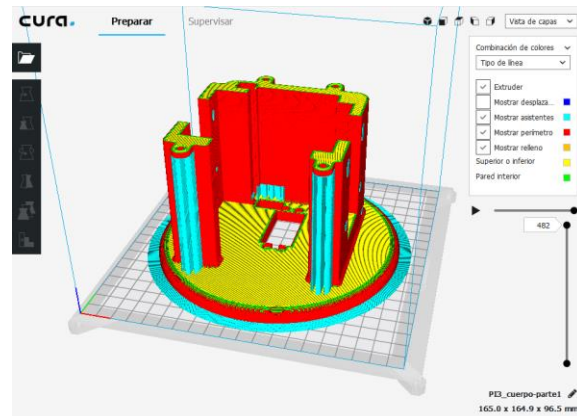 cura.
Preparar
Supervisar
Vista de capas
Combinación de colores
Tipo de línea
Extruder
Mostrar desplaza...
Mostrar asistentes
Mostrar perímetro
Mostrar relleno
Superior o inferior
Pared interior
482
PI3_cuerpo-parte1
165.0 x 164.9 x 96.5 mm